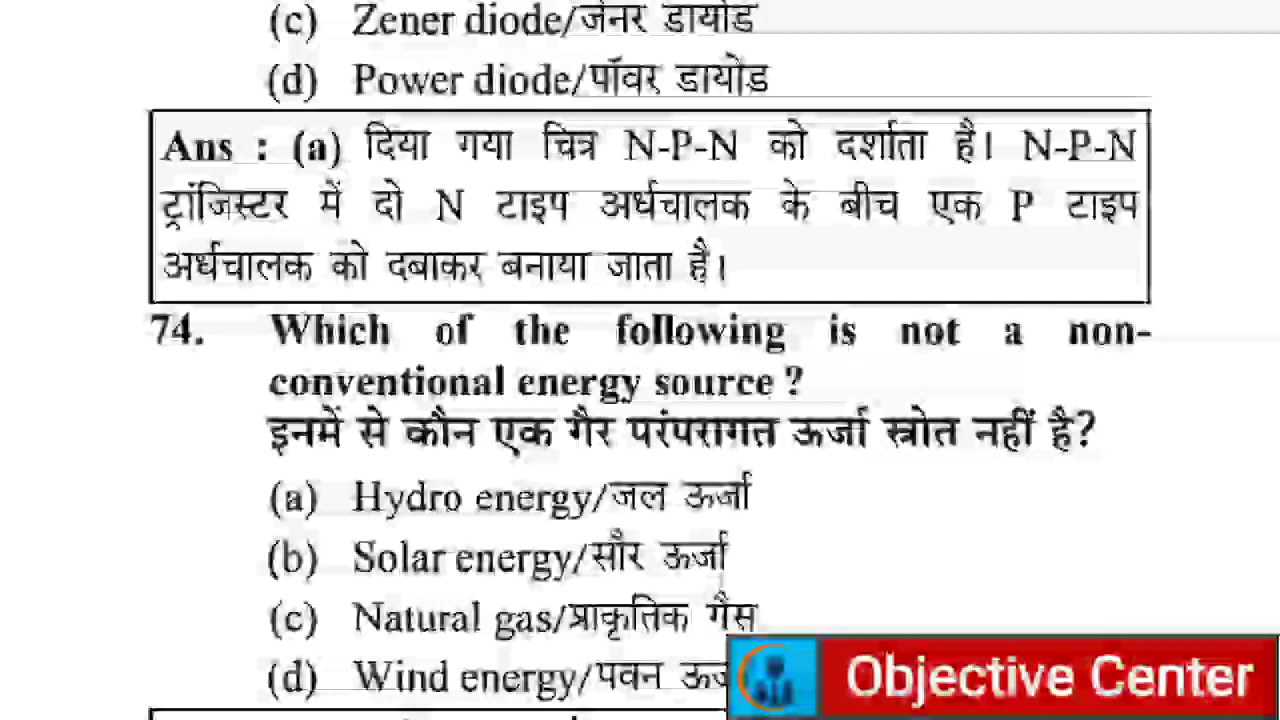 (c) Zener diode/जेनर डायोड
(d) Power diode/पॉवर डायोड
Ans : (a) दिया गया चित्र N-P-N को दर्शाता है। N-P-N
ट्रांजिस्टर में दो N टाइप अर्धचालक के बीच एक P टाइप
अर्धचालक को दबाकर बनाया जाता है।
74. Which of the following is not a non-
conventional energy source ?
इनमें से कौन एक गैर परंपरागत ऊर्जा स्त्रोत नहीं है?
(a) Hydro energy/जल ऊर्जा
(b) Solar energy/सौर ऊर्जा
(c) Natural gas/प्राकृतिक गैस
(d) Wind energy/पवन
Objective Center